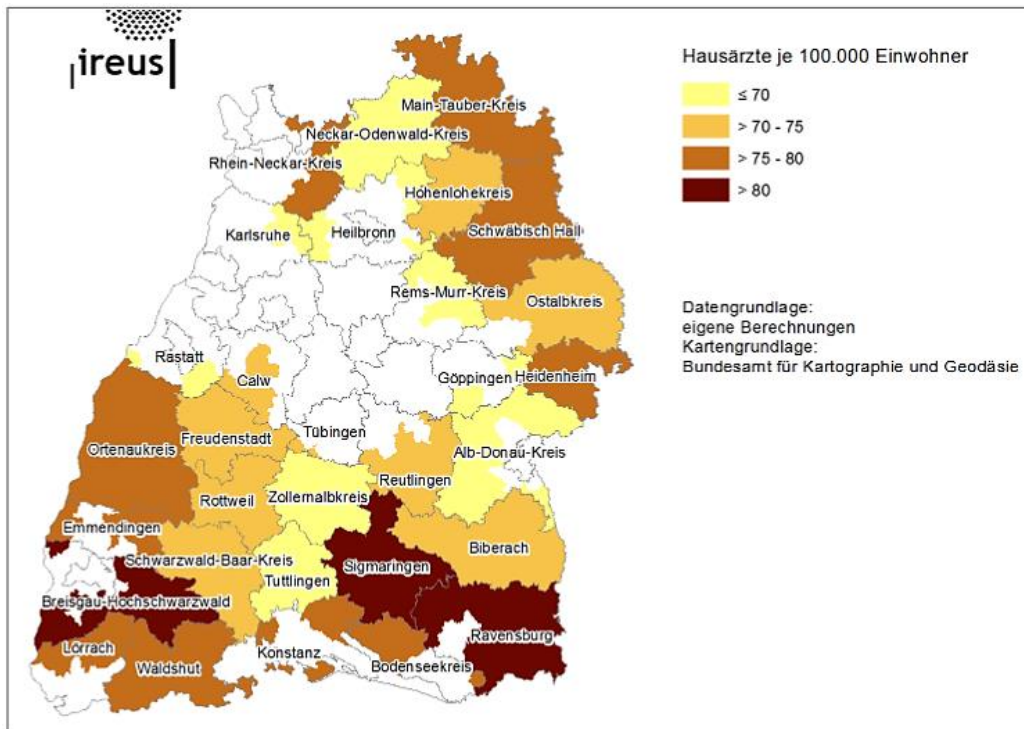 ireus
Hausärzte je 100.000 Einwohner
≤ 70
> 70 - 75
> 75 - 80
> 80
Datengrundlage:
eigene Berechnungen
Kartengrundlage:
Bundesamt für Kartographie und Geodäsie
Main-Tauber-Kreis
Neckar-Odenwald-Kreis
Rhein-Neckar-Kreis
Hohenlohekreis
Heilbronn
Karlsruhe
Schwäbisch Hall
Rems-Murr-Kreis
Ostalbkreis
Rastatt
Calw
Göppingen
Heidenheim
Tübingen
Freudenstadt
Ortenaukreis
Alb-Donau-Kreis
Reutlingen
Zollernalbkreis
Rottweil
Emmendingen
Biberach
Schwarzwald-Baar-Kreis
Sigmaringen
Tuttlingen
Breisgau-Hochschwarzwald
Ravensburg
Lörrach
Konstanz
Waldshut
Bodenseekreis